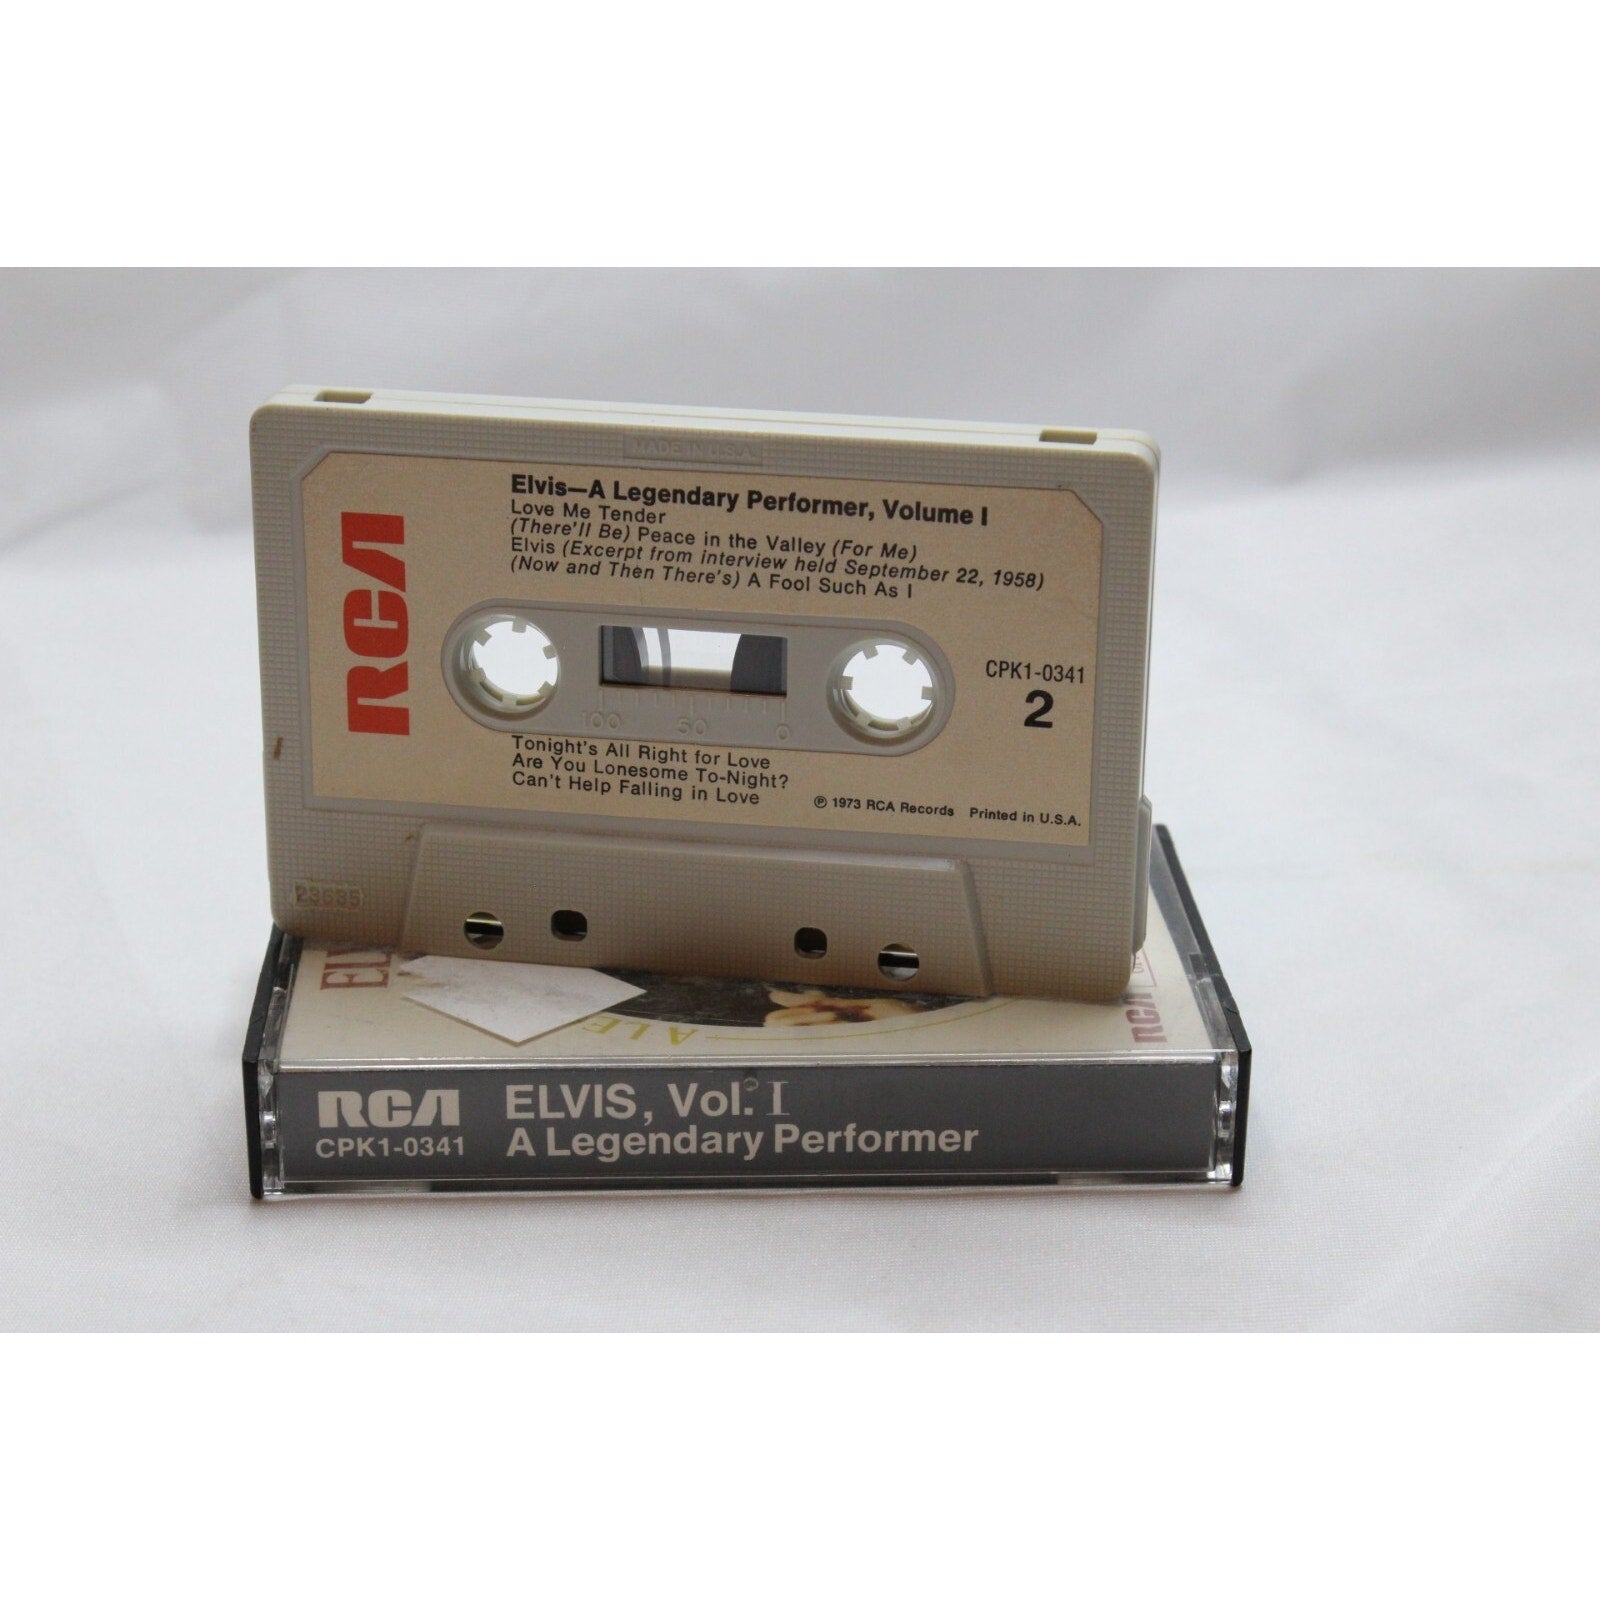 MADE IN U.S.A.
RCA
Elvis—A Legendary Performer, Volume I
Love Me Tender
(There'll Be) Peace in the Valley (For Me)
Elvis (Excerpt from interview held September 22, 1958)
(Now and Then There's) A Fool Such As I
CPK1-0341
2
100 50 0
Tonight's All Right for Love
Are You Lonesome To-Night?
Can't Help Falling in Love
℗ 1973 RCA Records Printed in U.S.A.
23635
RCA
RCA
CPK1-0341
ELVIS, Vol. I
A Legendary Performer